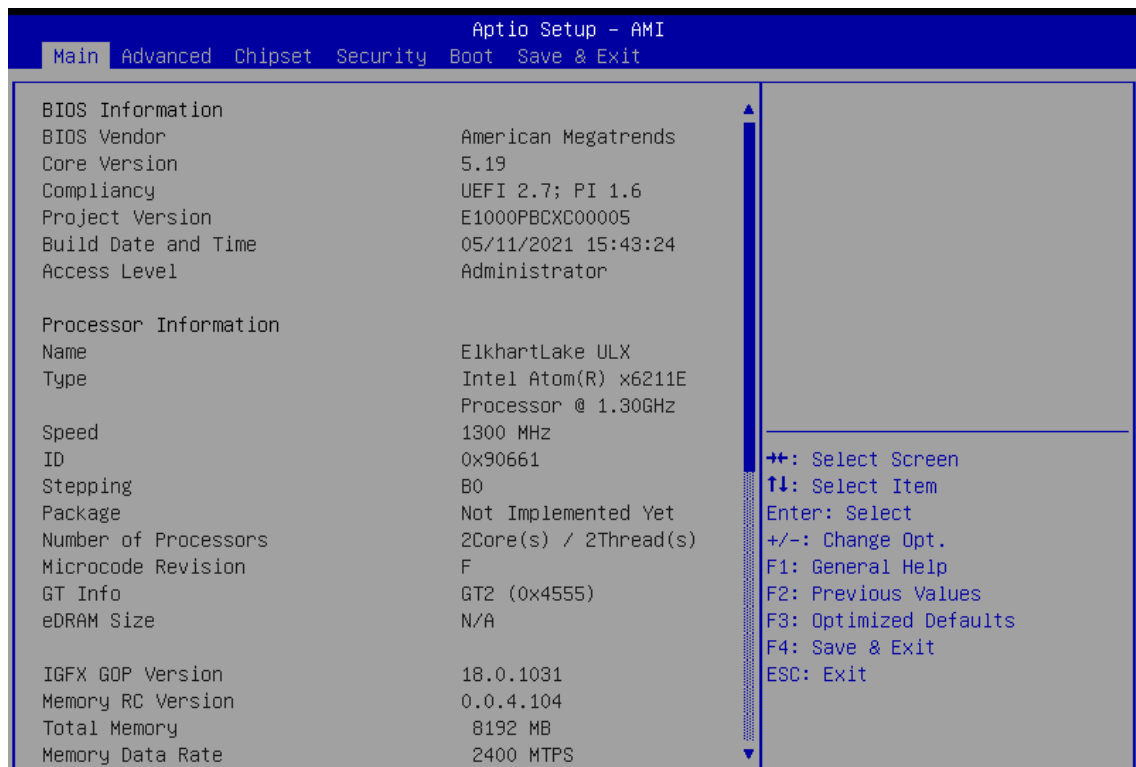 Aptio Setup – AMI
Main Advanced Chipset Security Boot Save & Exit
BIOS Information
BIOS Vendor American Megatrends
Core Version 5.19
Compliancy UEFI 2.7; PI 1.6
Project Version E1000PBCXC00005
Build Date and Time 05/11/2021 15:43:24
Access Level Administrator
Processor Information
Name ElkhartLake ULX
Type Intel Atom(R) x6211E
Processor @ 1.30GHz
Speed 1300 MHz
ID 0x90661
Stepping B0
Package Not Implemented Yet
Number of Processors 2Core(s) / 2Thread(s)
Microcode Revision F
GT Info GT2 (0x4555)
eDRAM Size N/A
IGFX GOP Version 18.0.1031
Memory RC Version 0.0.4.104
Total Memory 8192 MB
Memory Data Rate 2400 MTPS
→←: Select Screen
↑↓: Select Item
Enter: Select
+/-: Change Opt.
F1: General Help
F2: Previous Values
F3: Optimized Defaults
F4: Save & Exit
ESC: Exit